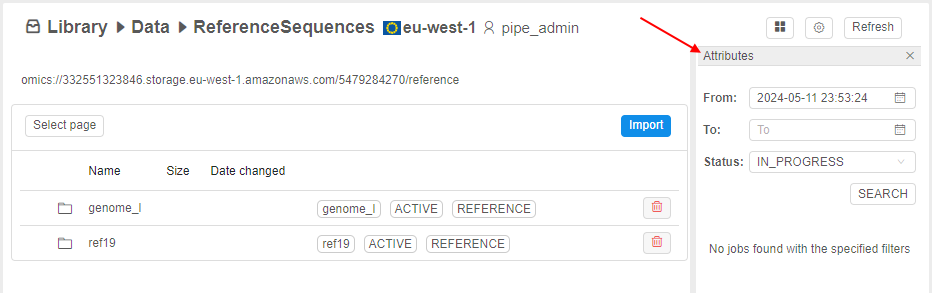 Library Data ReferenceSequences eu-west-1 pipe_admin
Refresh
omics://332551323846.storage.eu-west-1.amazonaws.com/5479284270/reference
Select page
Import
Name Size Date changed
genome_l genome_l ACTIVE REFERENCE
ref19 ref19 ACTIVE REFERENCE
Attributes
From: 2024-05-11 23:53:24
To: To
Status: IN_PROGRESS
SEARCH
No jobs found with the specified filters